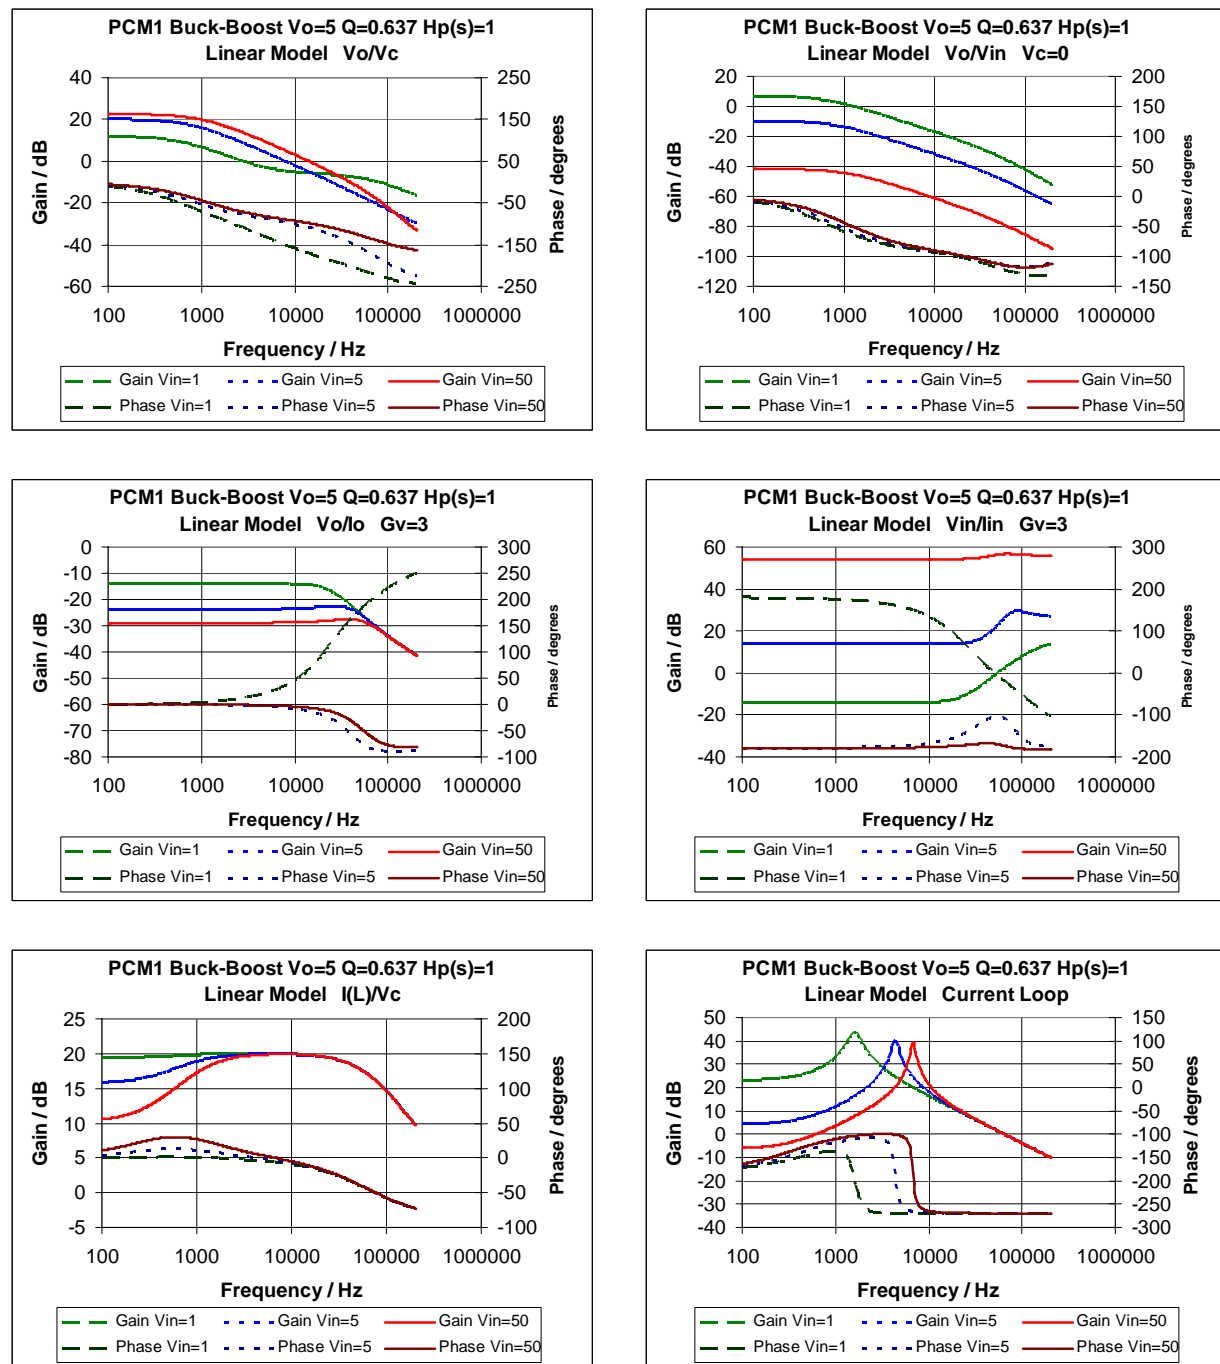 PCM1 Buck-Boost Vo=5 Q=0.637 Hp(s)=1
Linear Model Vo/Vc
40
20
0
-20
-40
-60
250
150
50
-50
-150
-250
Gain / dB
Phase / degrees
100 1000 10000 100000 1000000
Frequency / Hz
Gain Vin=1 Gain Vin=5 Gain Vin=50
Phase Vin=1 Phase Vin=5 Phase Vin=50
PCM1 Buck-Boost Vo=5 Q=0.637 Hp(s)=1
Linear Model Vo/Vin Vc=0
20
0
-20
-40
-60
-80
-100
-120
200
150
100
50
0
-50
-100
-150
Gain / dB
Phase / degrees
100 1000 10000 100000 1000000
Frequency / Hz
Gain Vin=1 Gain Vin=5 Gain Vin=50
Phase Vin=1 Phase Vin=5 Phase Vin=50
PCM1 Buck-Boost Vo=5 Q=0.637 Hp(s)=1
Linear Model Vo/Io Gv=3
0
-10
-20
-30
-40
-50
-60
-70
-80
300
250
200
150
100
50
0
-50
-100
Gain / dB
Phase / degrees
100 1000 10000 100000 1000000
Frequency / Hz
Gain Vin=1 Gain Vin=5 Gain Vin=50
Phase Vin=1 Phase Vin=5 Phase Vin=50
PCM1 Buck-Boost Vo=5 Q=0.637 Hp(s)=1
Linear Model Vin/Iin Gv=3
60
40
20
0
-20
-40
300
200
100
0
-100
-200
Gain / dB
Phase / degrees
100 1000 10000 100000 1000000
Frequency / Hz
Gain Vin=1 Gain Vin=5 Gain Vin=50
Phase Vin=1 Phase Vin=5 Phase Vin=50
PCM1 Buck-Boost Vo=5 Q=0.637 Hp(s)=1
Linear Model I(L)/Vc
25
20
15
10
5
0
-5
200
150
100
50
0
-50
-100
Gain / dB
Phase / degrees
100 1000 10000 100000 1000000
Frequency / Hz
Gain Vin=1 Gain Vin=5 Gain Vin=50
Phase Vin=1 Phase Vin=5 Phase Vin=50
PCM1 Buck-Boost Vo=5 Q=0.637 Hp(s)=1
Linear Model Current Loop
50
40
30
20
10
0
-10
-20
-30
-40
150
100
50
0
-50
-100
-150
-200
-250
-300
Gain / dB
Phase / degrees
100 1000 10000 100000 1000000
Frequency / Hz
Gain Vin=1 Gain Vin=5 Gain Vin=50
Phase Vin=1 Phase Vin=5 Phase Vin=50